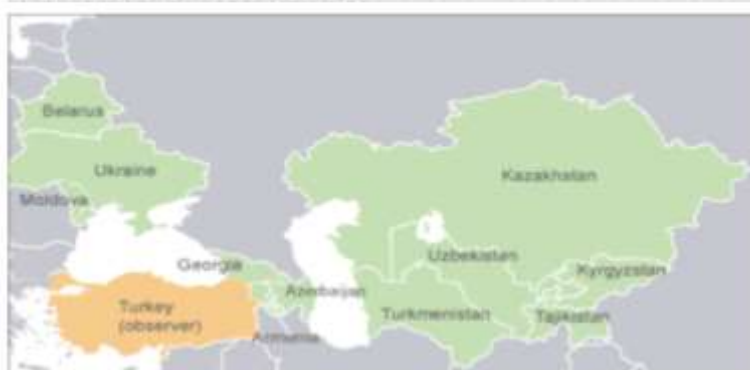 Belarus
Ukraine
Moldova
Kazakhstan
Georgia
Uzbekistan
Kyrgyzstan
Azerbaijan
Turkey
(observer)
Turkmenistan
Tajikistan
Armenia